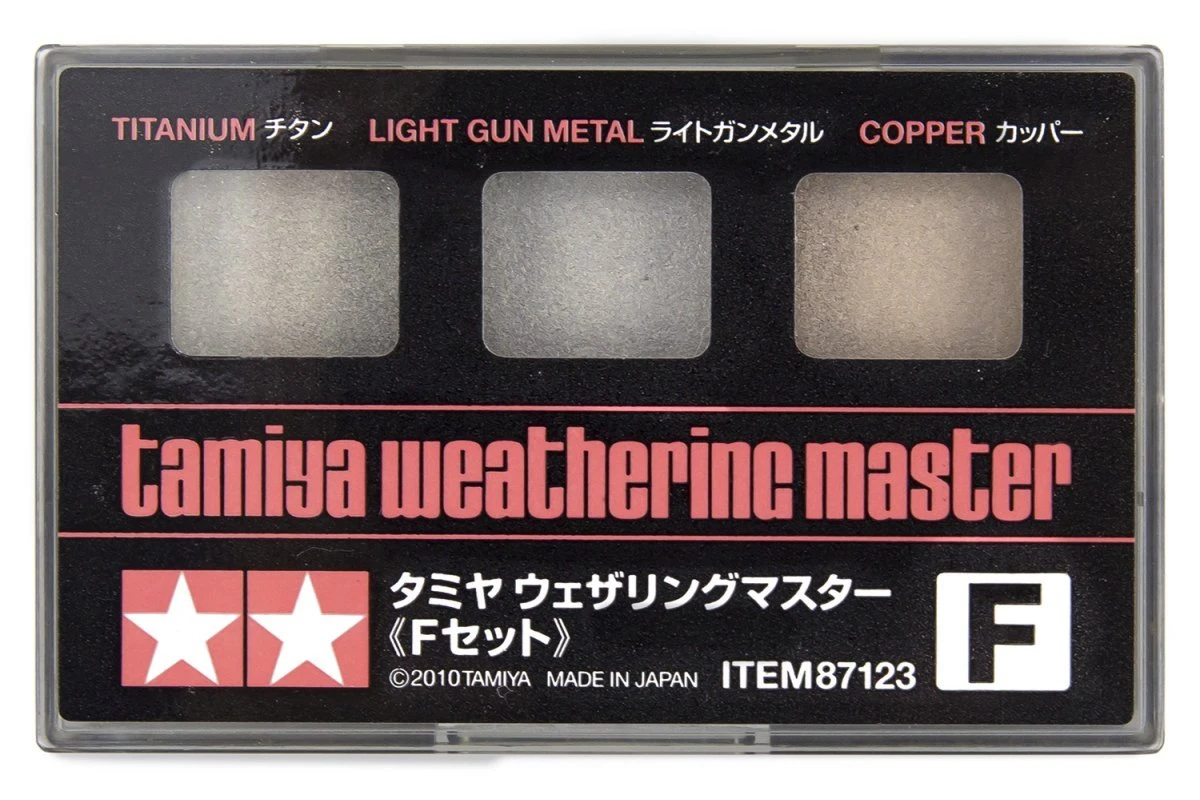 TITANIUM チタン LIGHT GUN METAL ライトガンメタル COPPER カッパー
tamiya weathering master
タミヤ ウェザリングマスター
《Fセット》
©2010TAMIYA MADE IN JAPAN ITEM87123
F